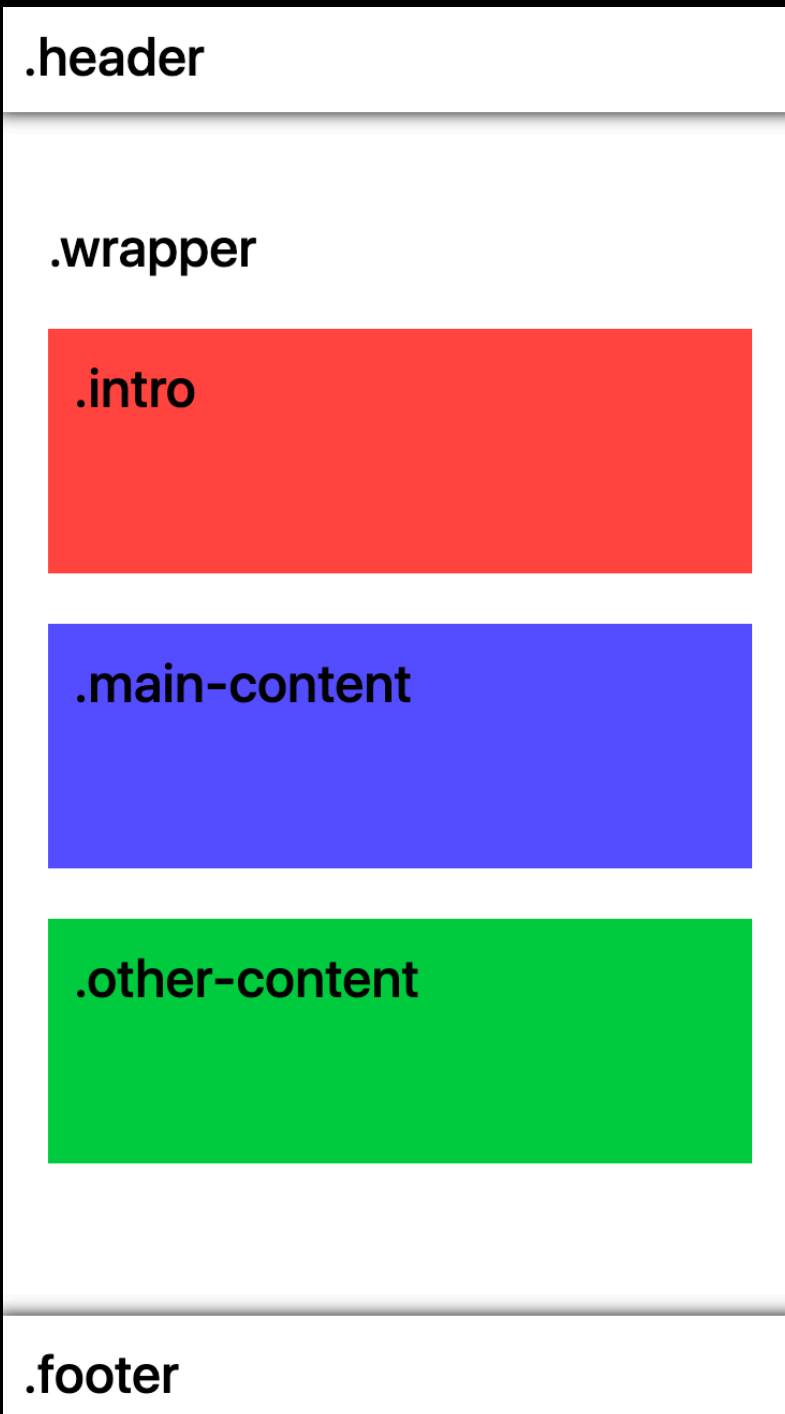 .header
.wrapper
.intro
.main-content
.other-content
.footer